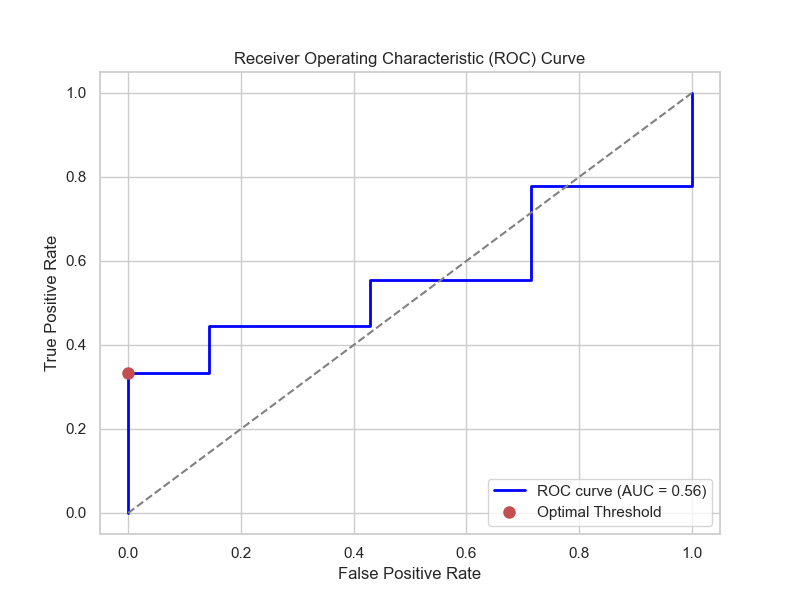 Receiver Operating Characteristic (ROC) Curve
True Positive Rate
1.0
0.8
0.6
0.4
0.2
0.0
ROC curve (AUC = 0.56)
Optimal Threshold
0.0 0.2 0.4 0.6 0.8 1.0
False Positive Rate